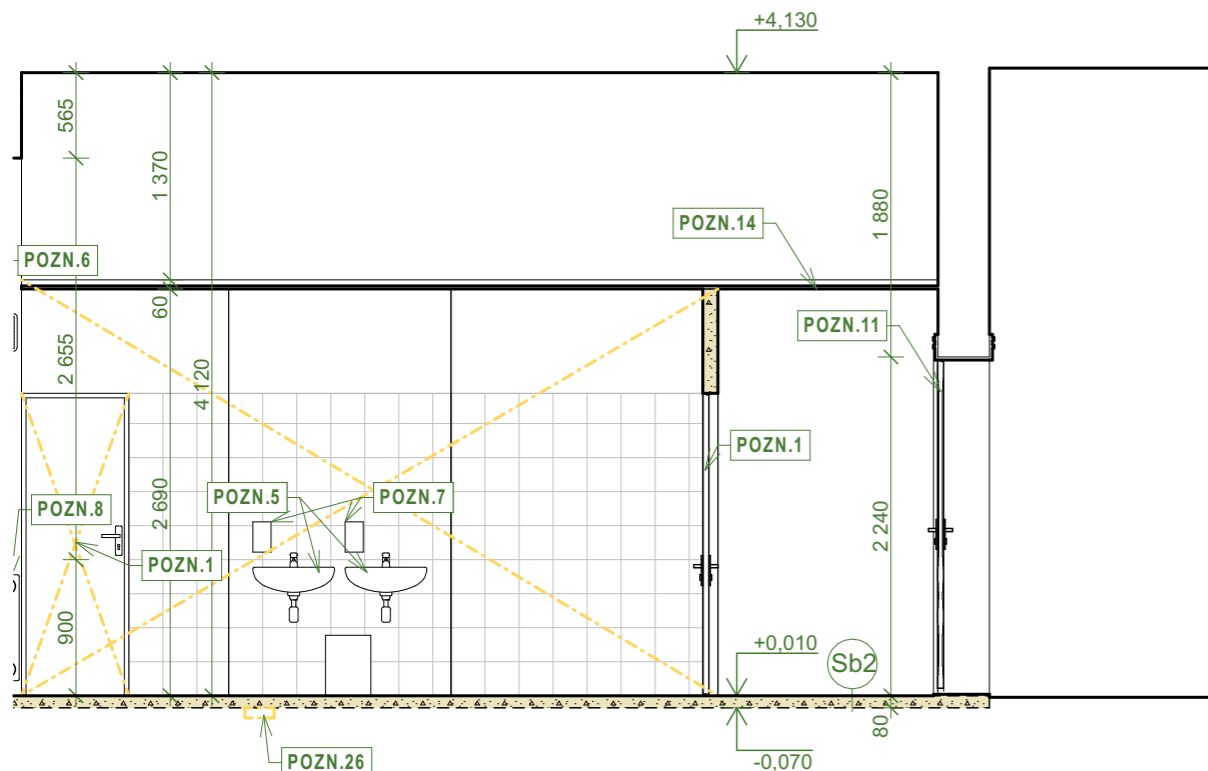 +4,130
565
1 370
1 880
POZN.14
POZN.6
60
POZN.11
2 655
4 120
POZN.1
2 690
POZN.5
POZN.7
POZN.8
2 240
POZN.1
900
+0,010
Sb2
80
POZN.26
-0,070